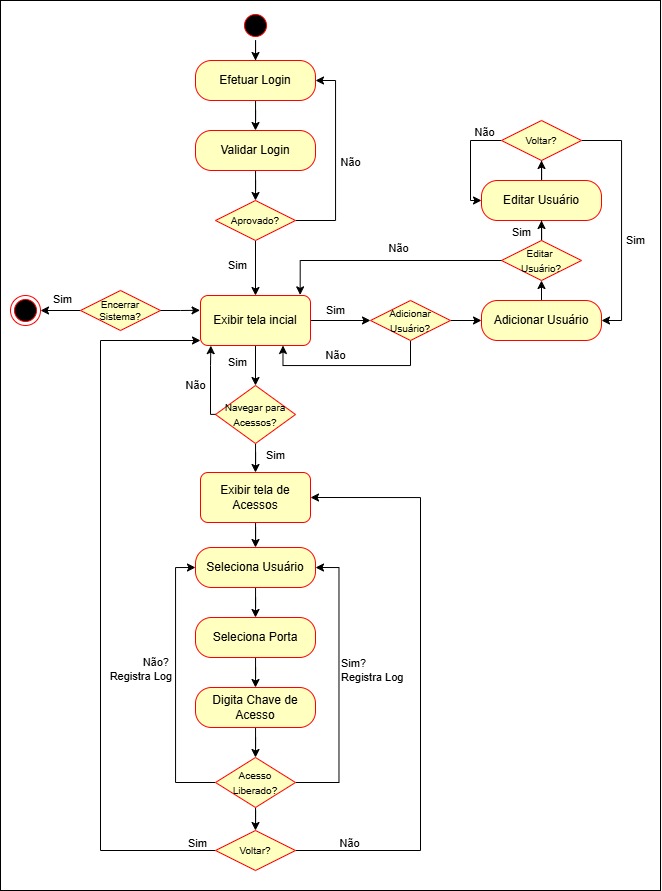 Efetuar Login
Validar Login
Não
Aprovado?
Sim
Voltar?
Não
Editar Usuário
Sim
Sim
Editar
Usuário?
Não
Encerrar
Sistema?
Sim
Exibir tela incial
Sim
Adicionar
Usuário?
Adicionar Usuário
Não
Sim
Não
Navegar para
Acessos?
Sim
Exibir tela de
Acessos
Seleciona Usuário
Seleciona Porta
Não?
Registra Log
Sim?
Registra Log
Digita Chave de
Acesso
Acesso
Liberado?
Sim
Voltar?
Não